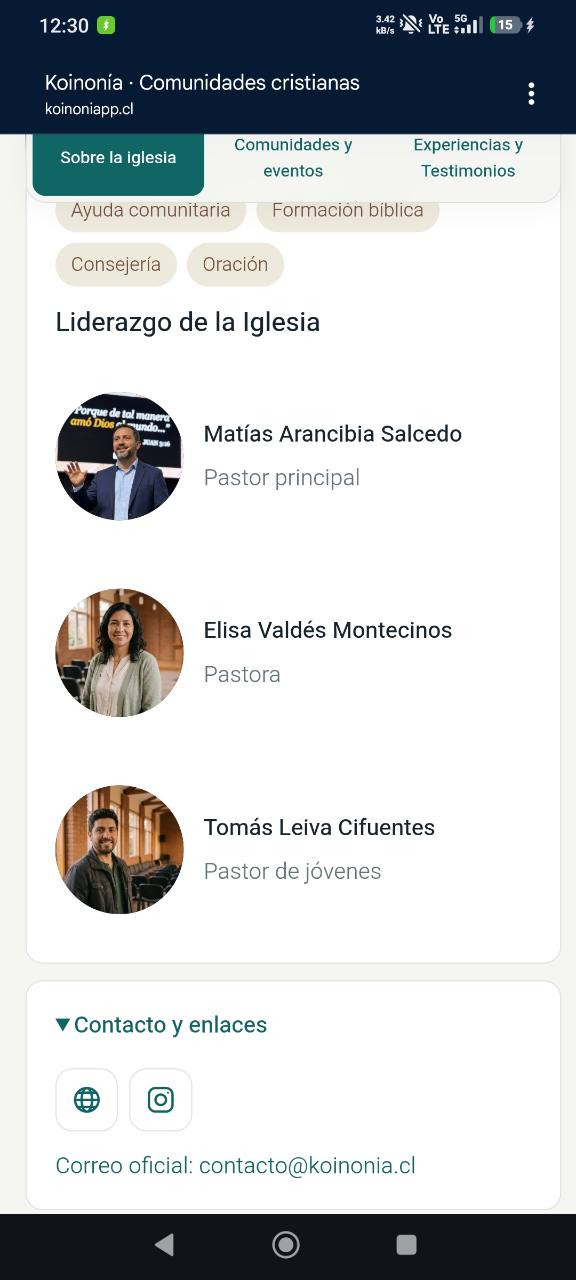 12:30
3.42
kB/s
Vo
LTE
5G
15
Koinonía · Comunidades cristianas
koinoniapp.cl
Sobre la iglesia
Comunidades y
eventos
Experiencias y
Testimonios
Ayuda comunitaria
Formación bíblica
Consejería
Oración
Liderazgo de la Iglesia
Porque de tal manera
amó Dios al mundo..."
JUAN 3:16
Matías Arancibia Salcedo
Pastor principal
Elisa Valdés Montecinos
Pastora
Tomás Leiva Cifuentes
Pastor de jóvenes
Contacto y enlaces
Correo oficial: contacto@koinonia.cl